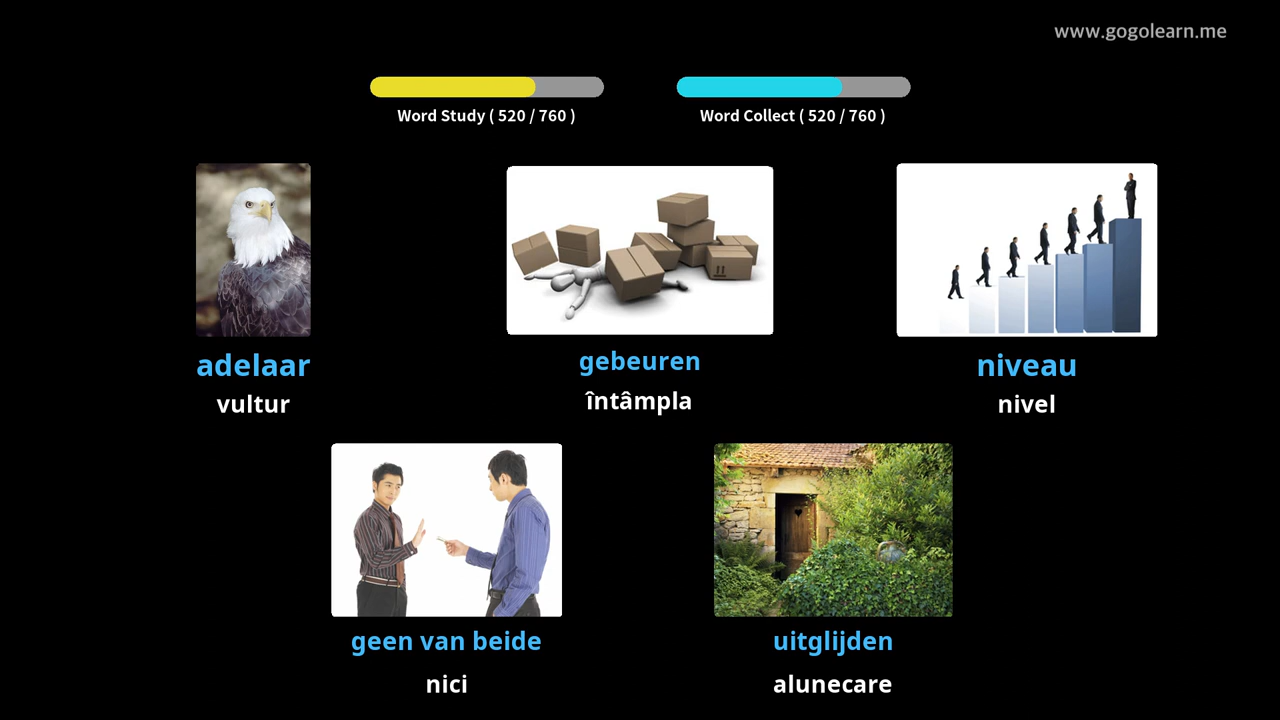 www.gogolearn.me
Word Study ( 520 / 760 )
Word Collect ( 520 / 760 )
adelaar
vultur
gebeuren
întâmpla
niveau
nivel
geen van beide
nici
uitglijden
alunecare